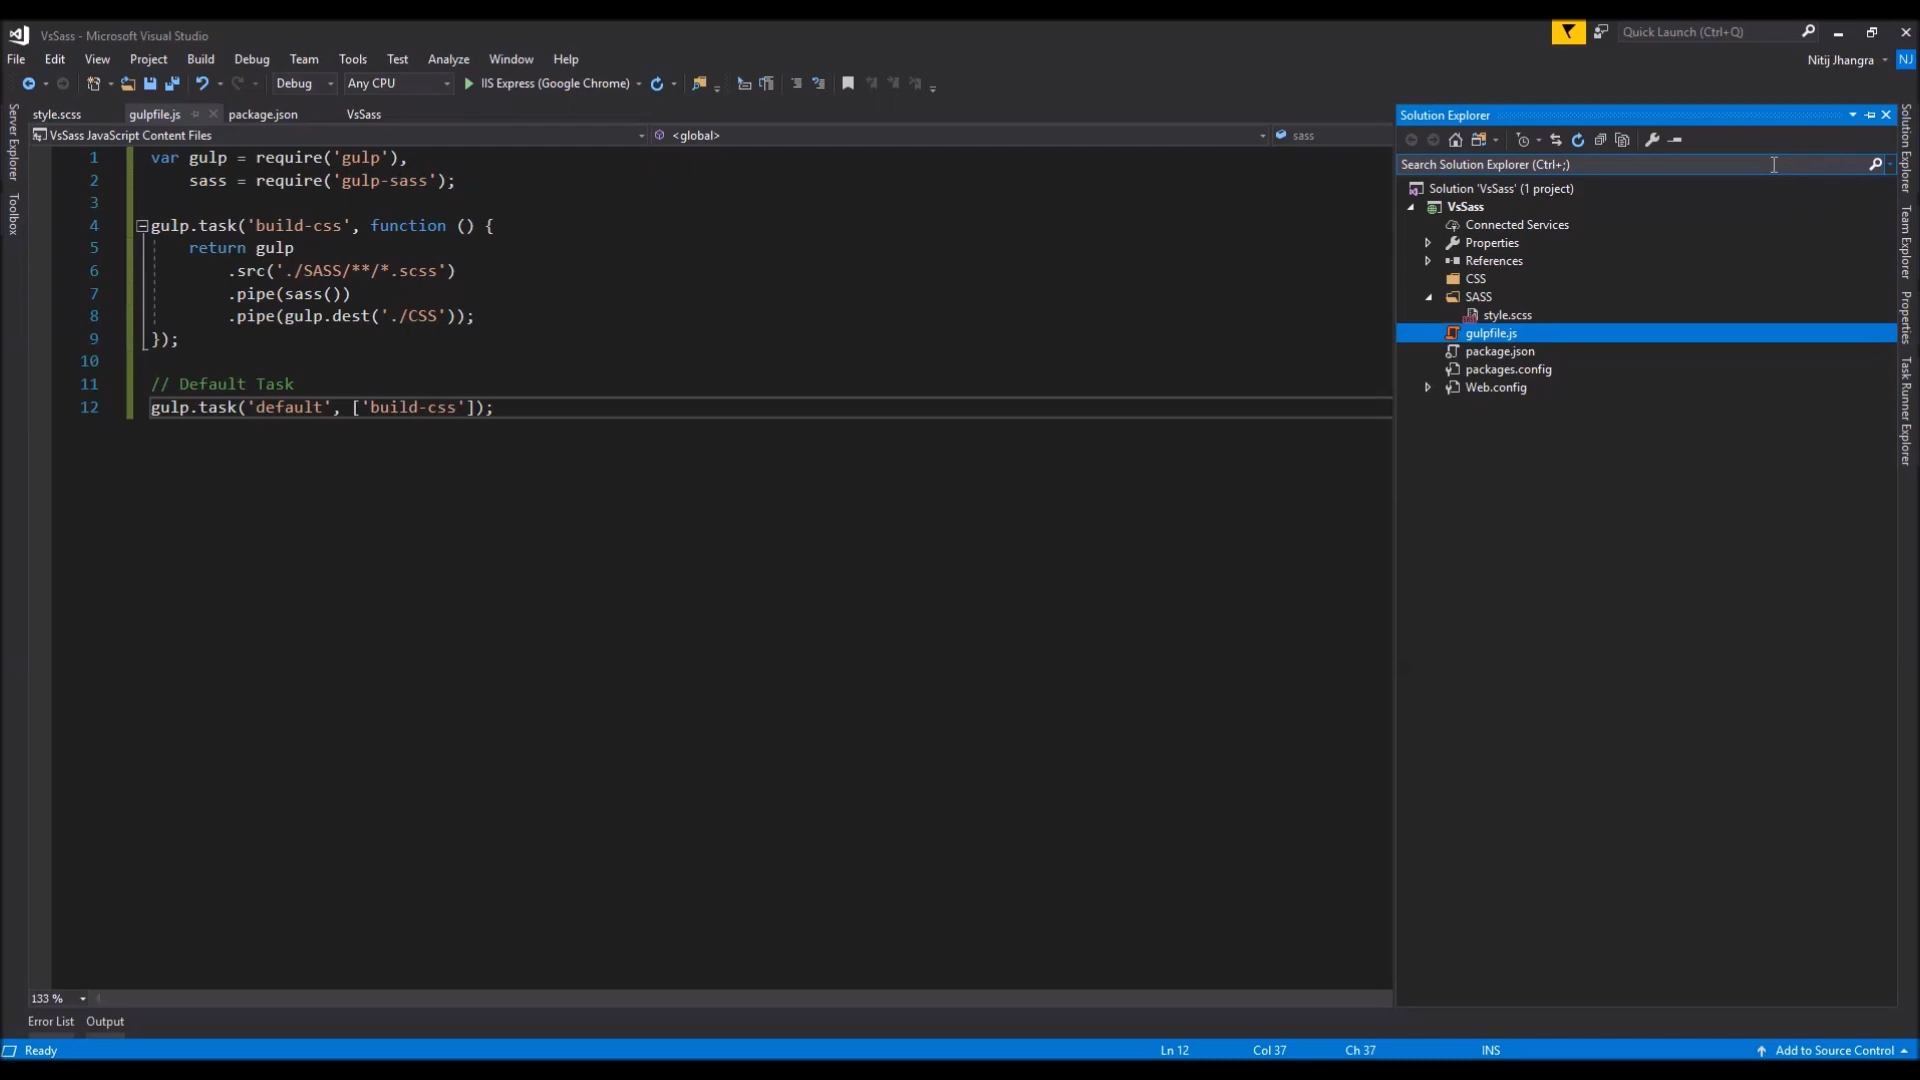 VsSass - Microsoft Visual Studio
Quick Launch (Ctrl+Q)
File Edit View Project Build Debug Team Tools Test Analyze Window Help
Nitij Jhangra NJ
Debug Any CPU IIS Express (Google Chrome)
style.scss gulpfile.js package.json VsSass
VsSass JavaScript Content Files <global> sass
Server Explorer
Toolbox
1 var gulp = require('gulp'),
2 sass = require('gulp-sass');
3
4 gulp.task('build-css', function () {
5 return gulp
6 .src('./SASS/**/*.scss')
7 .pipe(sass())
8 .pipe(gulp.dest('./CSS'));
9 });
10
11 // Default Task
12 gulp.task('default', ['build-css']);
133 %
Error List Output
Solution Explorer
Search Solution Explorer (Ctrl+;)
Solution 'VsSass' (1 project)
VsSass
Connected Services
Properties
References
CSS
SASS
style.scss
gulpfile.js
package.json
packages.config
Web.config
Solution Explorer
Team Explorer
Properties
Task Runner Explorer
Ready Ln 12 Col 37 Ch 37 INS Add to Source Control